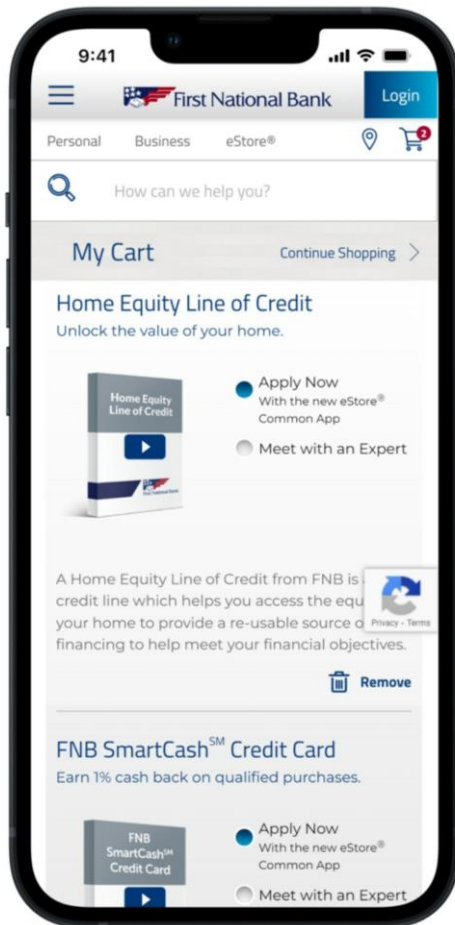 9:41
First National Bank
Login
Personal Business eStore®
2
How can we help you?
My Cart Continue Shopping
Home Equity Line of Credit
Unlock the value of your home.
Home Equity
Line of Credit
First National Bank
Apply Now
With the new eStore®
Common App
Meet with an Expert
A Home Equity Line of Credit from FNB is
credit line which helps you access the equ
your home to provide a re-usable source o
financing to help meet your financial objectives.
Privacy - Terms
Remove
FNB SmartCash℠ Credit Card
Earn 1% cash back on qualified purchases.
FNB
SmartCash℠
Credit Card
Apply Now
With the new eStore®
Common App
Meet with an Expert